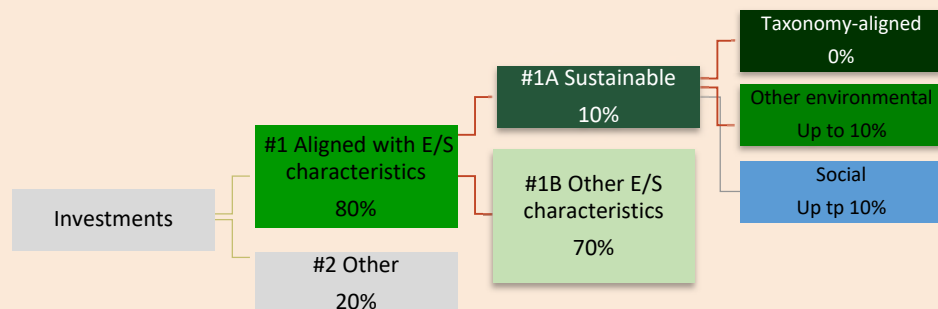 Taxonomy-aligned
0%
#1A Sustainable
10%
Other environmental
Up to 10%
#1 Aligned with E/S
characteristics
80%
Social
Up tp 10%
#1B Other E/S
characteristics
70%
Investments
#2 Other
20%